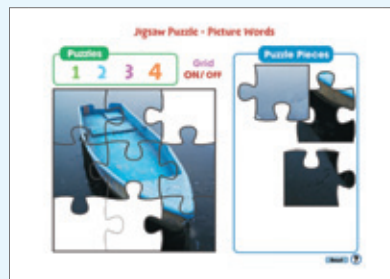 Jigsaw Puzzle - Picture Words
Puzzles
1 2 3 4
Grid
ON/ OFF
Puzzle Pieces
?